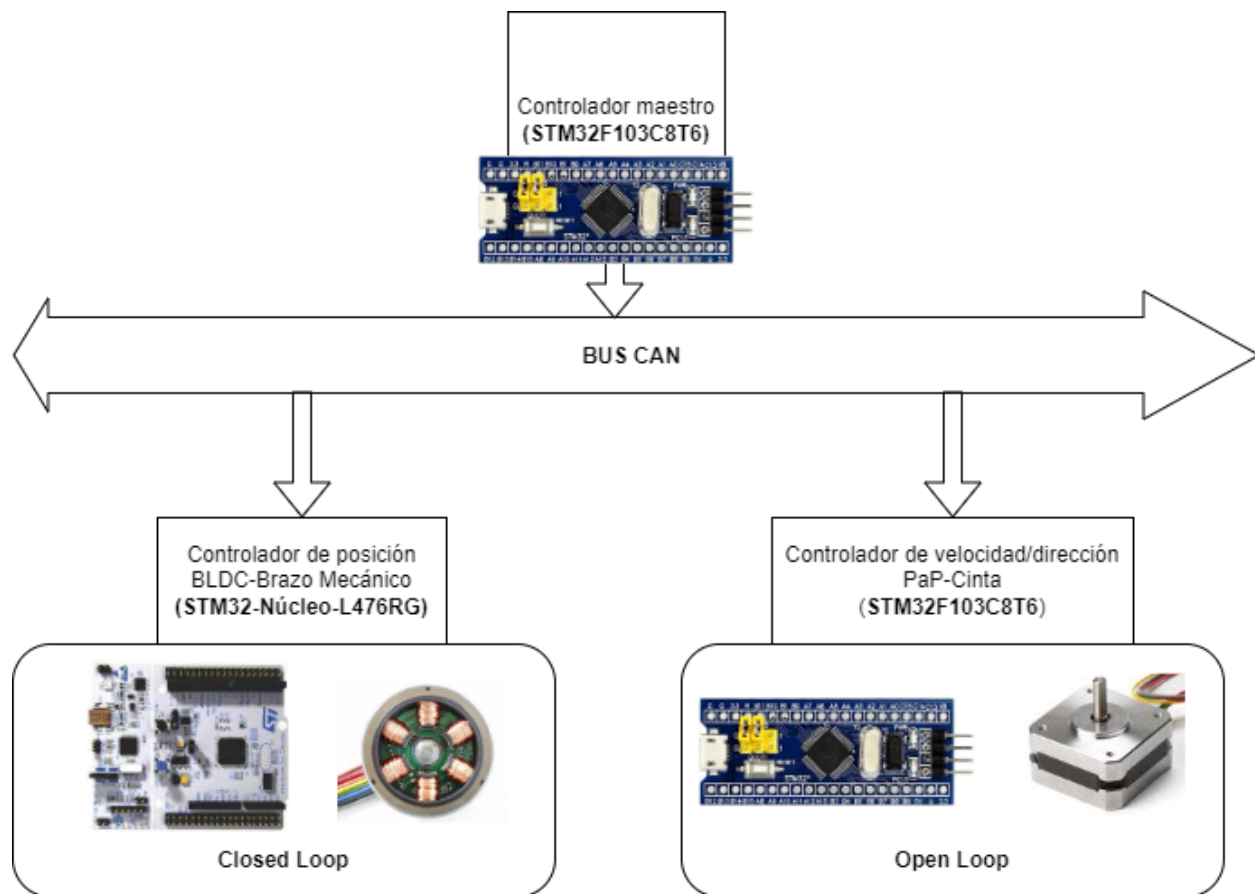 Controlador maestro
(STM32F103C8T6)
BUS CAN
Controlador de posición
BLDC-Brazo Mecánico
(STM32-Núcleo-L476RG)
Controlador de velocidad/dirección
PaP-Cinta
(STM32F103C8T6)
Closed Loop
Open Loop